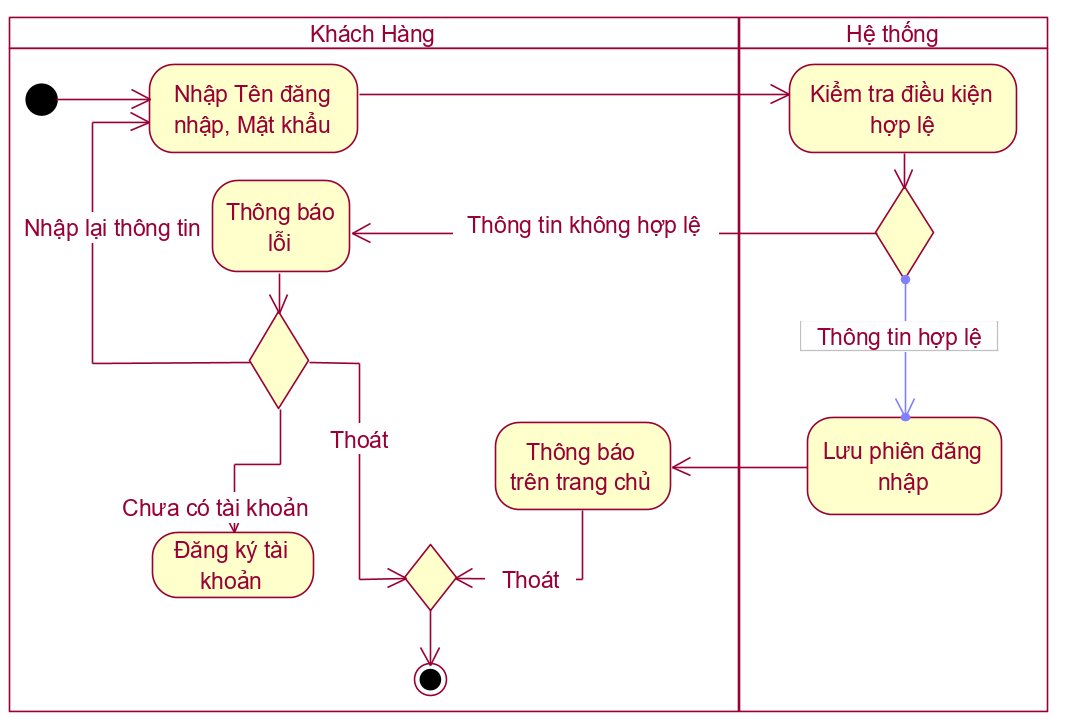 Khách Hàng
Hệ thống
Nhập Tên đăng
nhập, Mật khẩu
Kiểm tra điều kiện
hợp lệ
Thông báo
lỗi
Thông tin không hợp lệ
Nhập lại thông tin
Thông tin hợp lệ
Thoát
Thông báo
trên trang chủ
Lưu phiên đăng
nhập
Chưa có tài khoản
Đăng ký tài
khoản
Thoát